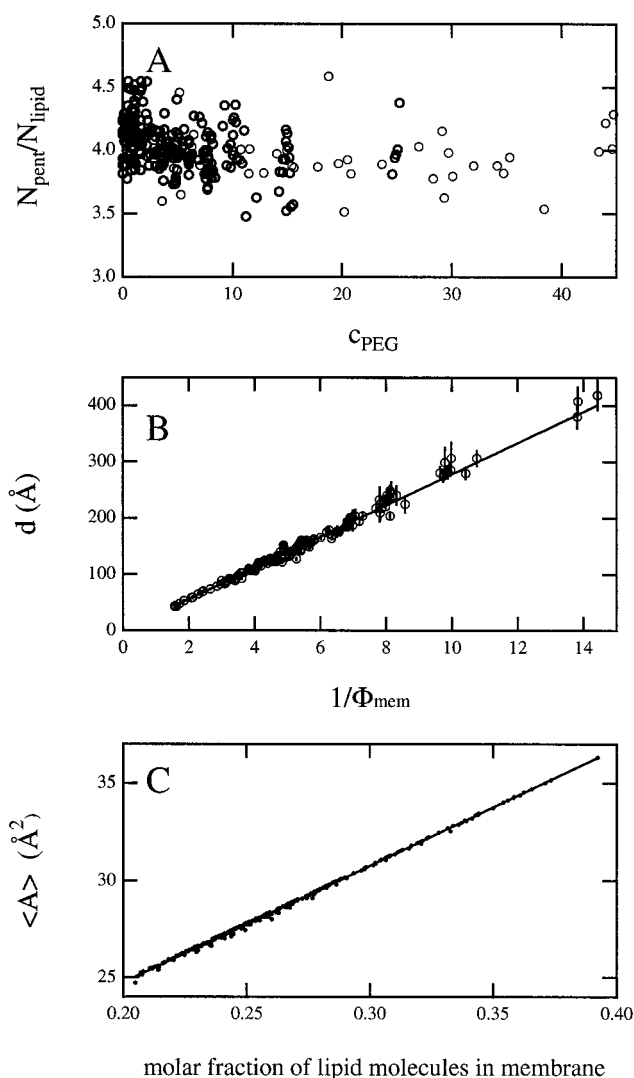 A
5.0
4.5
4.0
3.5
3.0
N_pent/N_lipid
0 10 20 30 40
c_PEG
B
400
300
200
100
0
d (Å)
0 2 4 6 8 10 12 14
1/Φ_mem
C
35
30
25
<A> (Å²)
0.20 0.25 0.30 0.35 0.40
molar fraction of lipid molecules in membrane